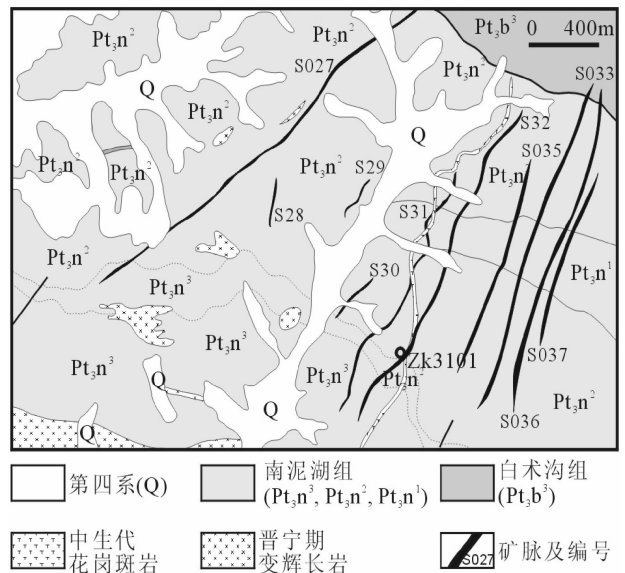 Pt₃n² Pt₃n² Pt₃b³ 0 400m
S027 Pt₃n² S033
Q Pt₃n²
Q S32
Pt₃n² S035
Pt₃n² Pt₃n² Pt₃n² S29 Pt₃n²
S28 S31
Pt₃n² S30 Pt₃n¹
Pt₃n³
Pt₃n³ Zk3101 S037
Pt₃n³ Q Pt₃n³ Pt₃n² Pt₃n²
Q Q S036
第四系(Q) 南泥湖组 白术沟组
(Pt₃n³, Pt₃n², Pt₃n¹) (Pt₃b³)
中生代 晋宁期
花岗斑岩 变辉长岩 S027 矿脉及编号